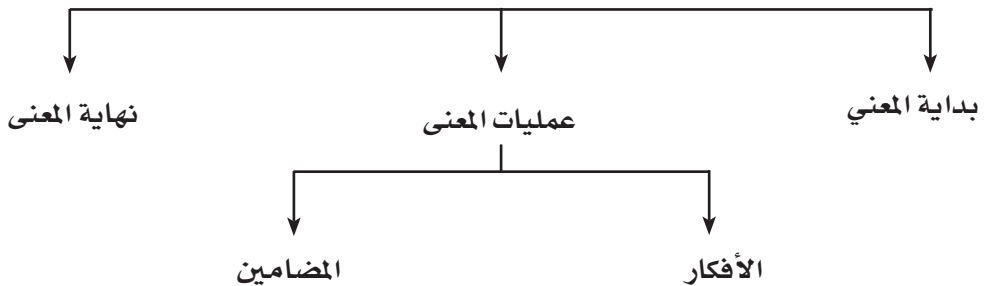 بداية المعني
عمليات المعنى
نهاية المعنى
الأفكار
المضامين